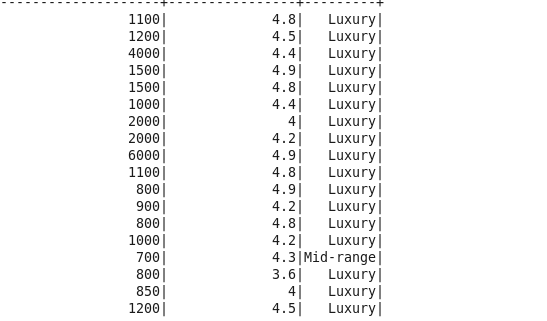 --------------------+----------------+---------+
1100|             4.8|   Luxury|
1200|             4.5|   Luxury|
4000|             4.4|   Luxury|
1500|             4.9|   Luxury|
1500|             4.8|   Luxury|
1000|             4.4|   Luxury|
2000|               4|   Luxury|
2000|             4.2|   Luxury|
6000|             4.9|   Luxury|
1100|             4.8|   Luxury|
800|             4.9|   Luxury|
900|             4.2|   Luxury|
800|             4.8|   Luxury|
1000|             4.2|   Luxury|
700|             4.3|Mid-range|
800|             3.6|   Luxury|
850|               4|   Luxury|
1200|             4.5|   Luxury|